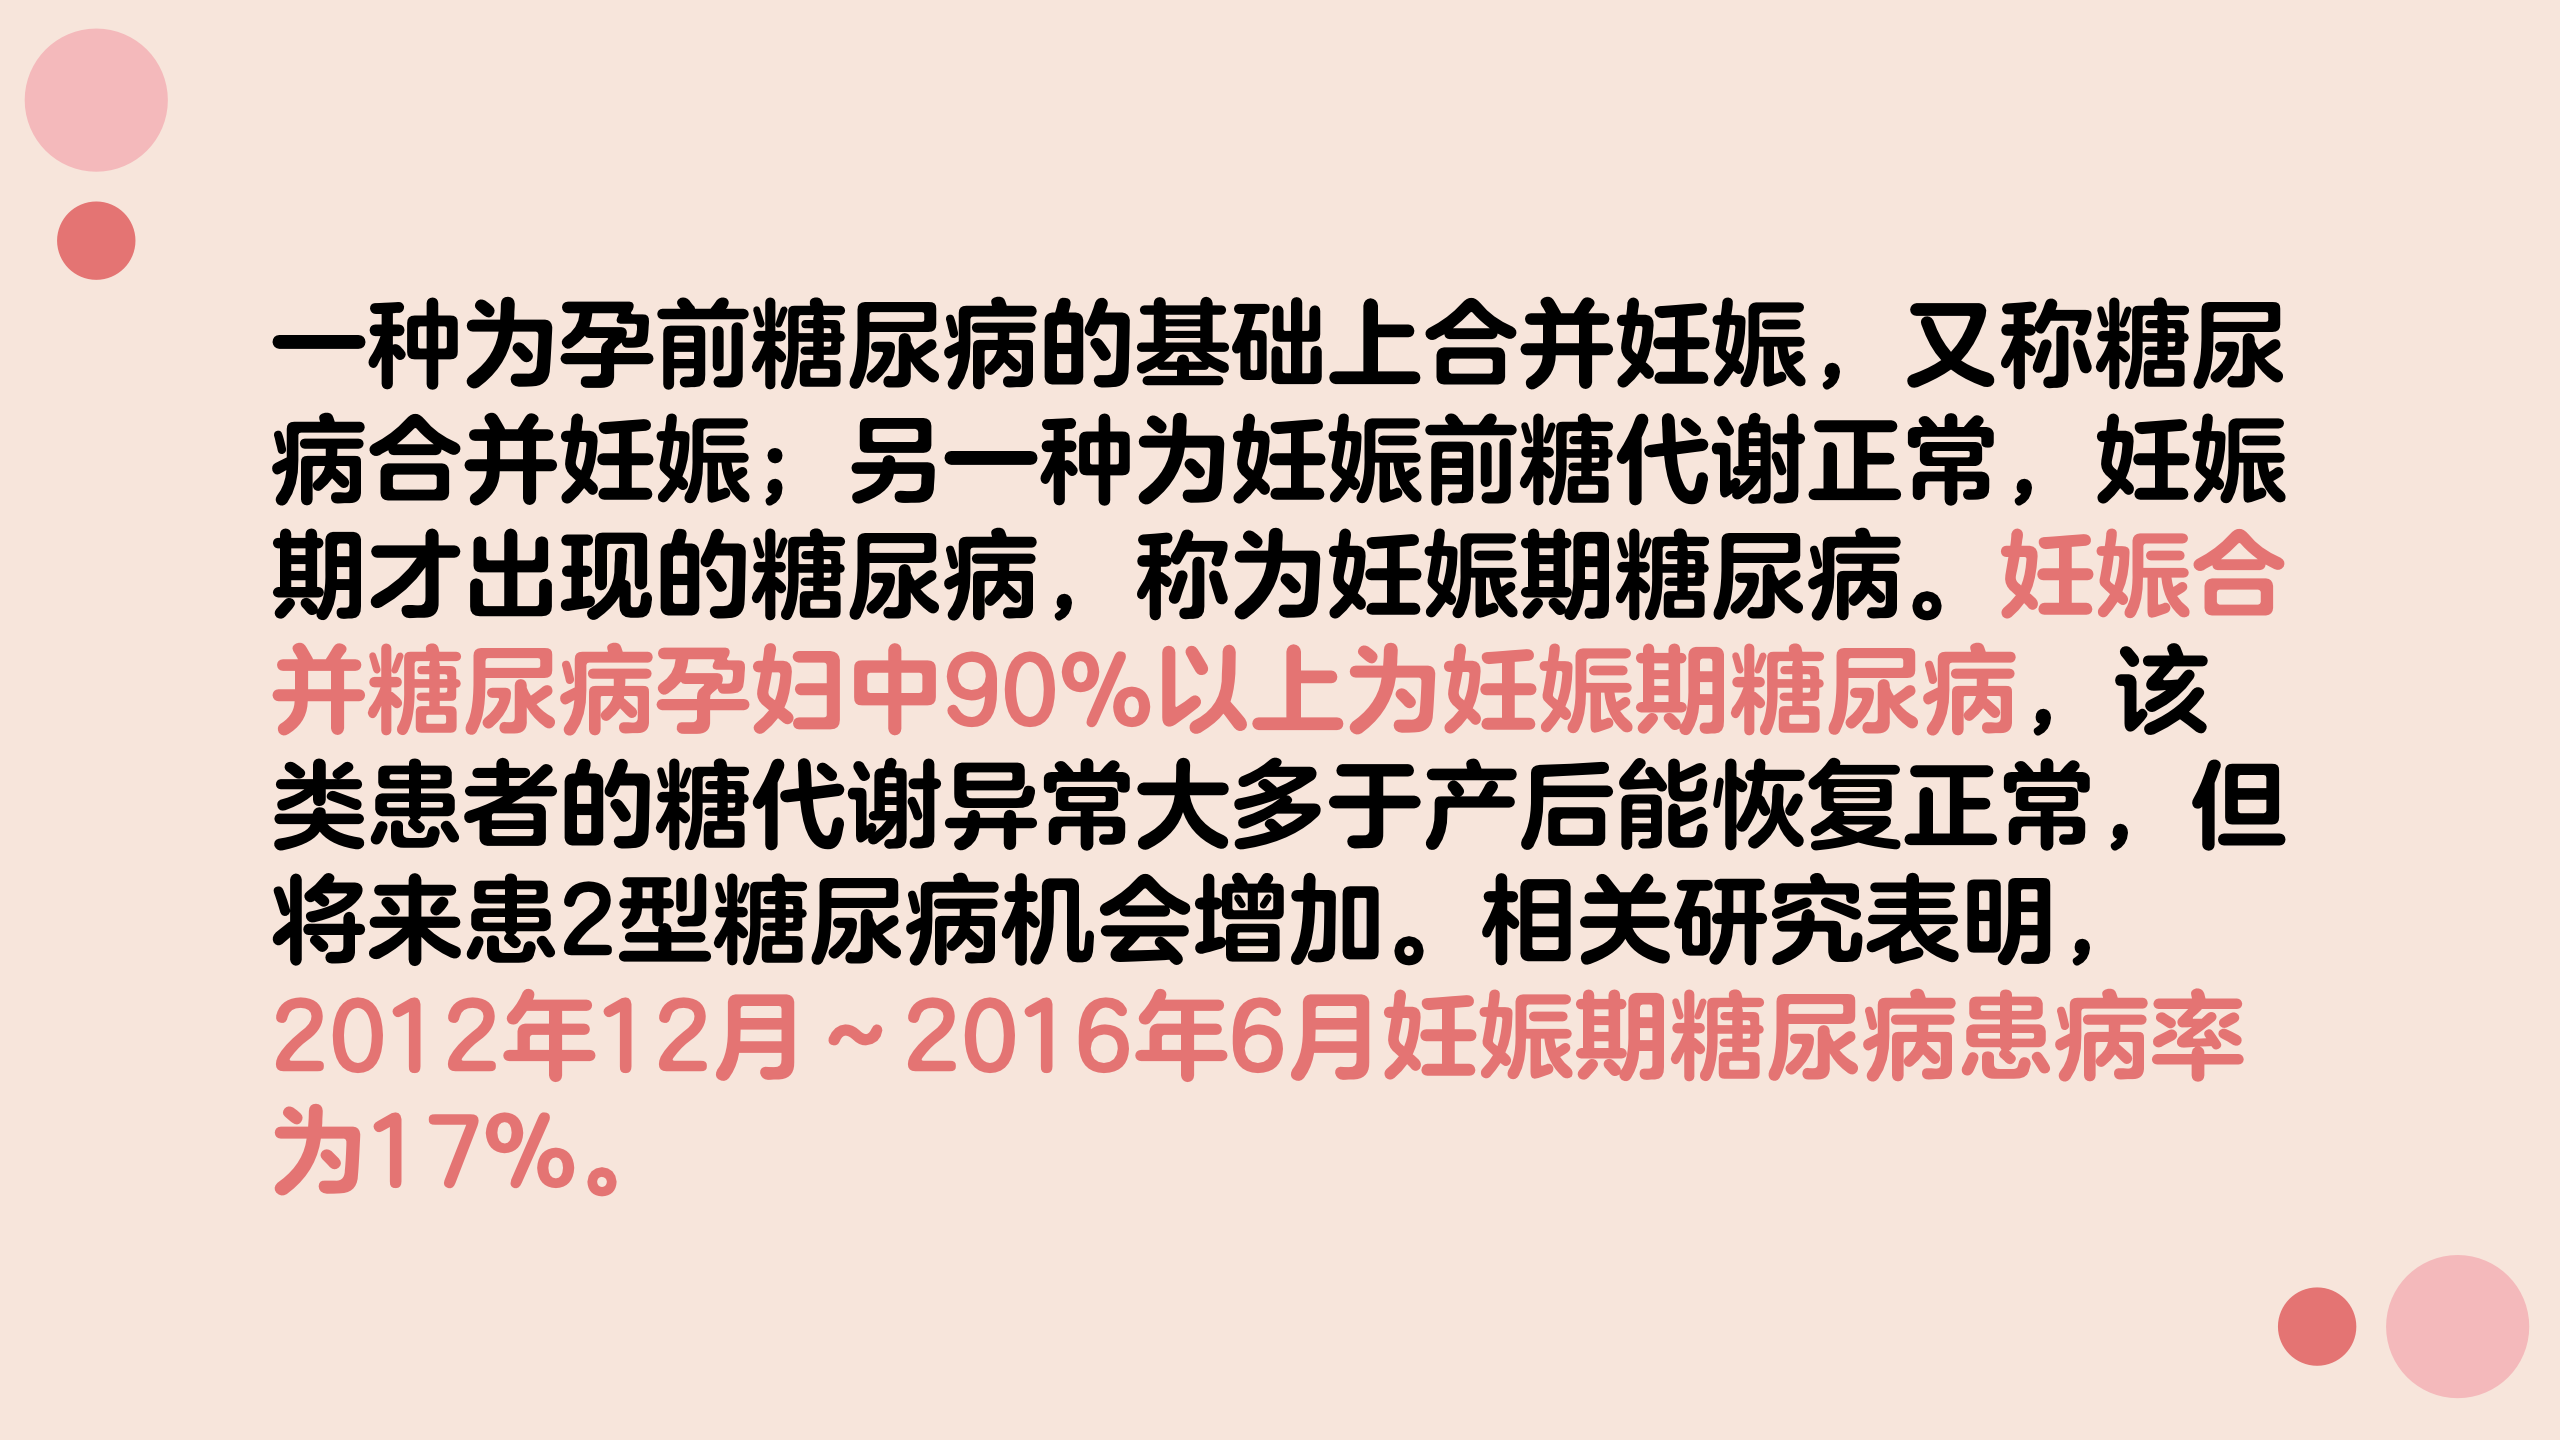 一种为孕前糖尿病的基础上合并妊娠，又称糖尿
病合并妊娠；另一种为妊娠前糖代谢正常，妊娠
期才出现的糖尿病，称为妊娠期糖尿病。妊娠合
并糖尿病孕妇中90%以上为妊娠期糖尿病，该
类患者的糖代谢异常大多于产后能恢复正常，但
将来患2型糖尿病机会增加。相关研究表明，
2012年12月～2016年6月妊娠期糖尿病患病率
为17%。